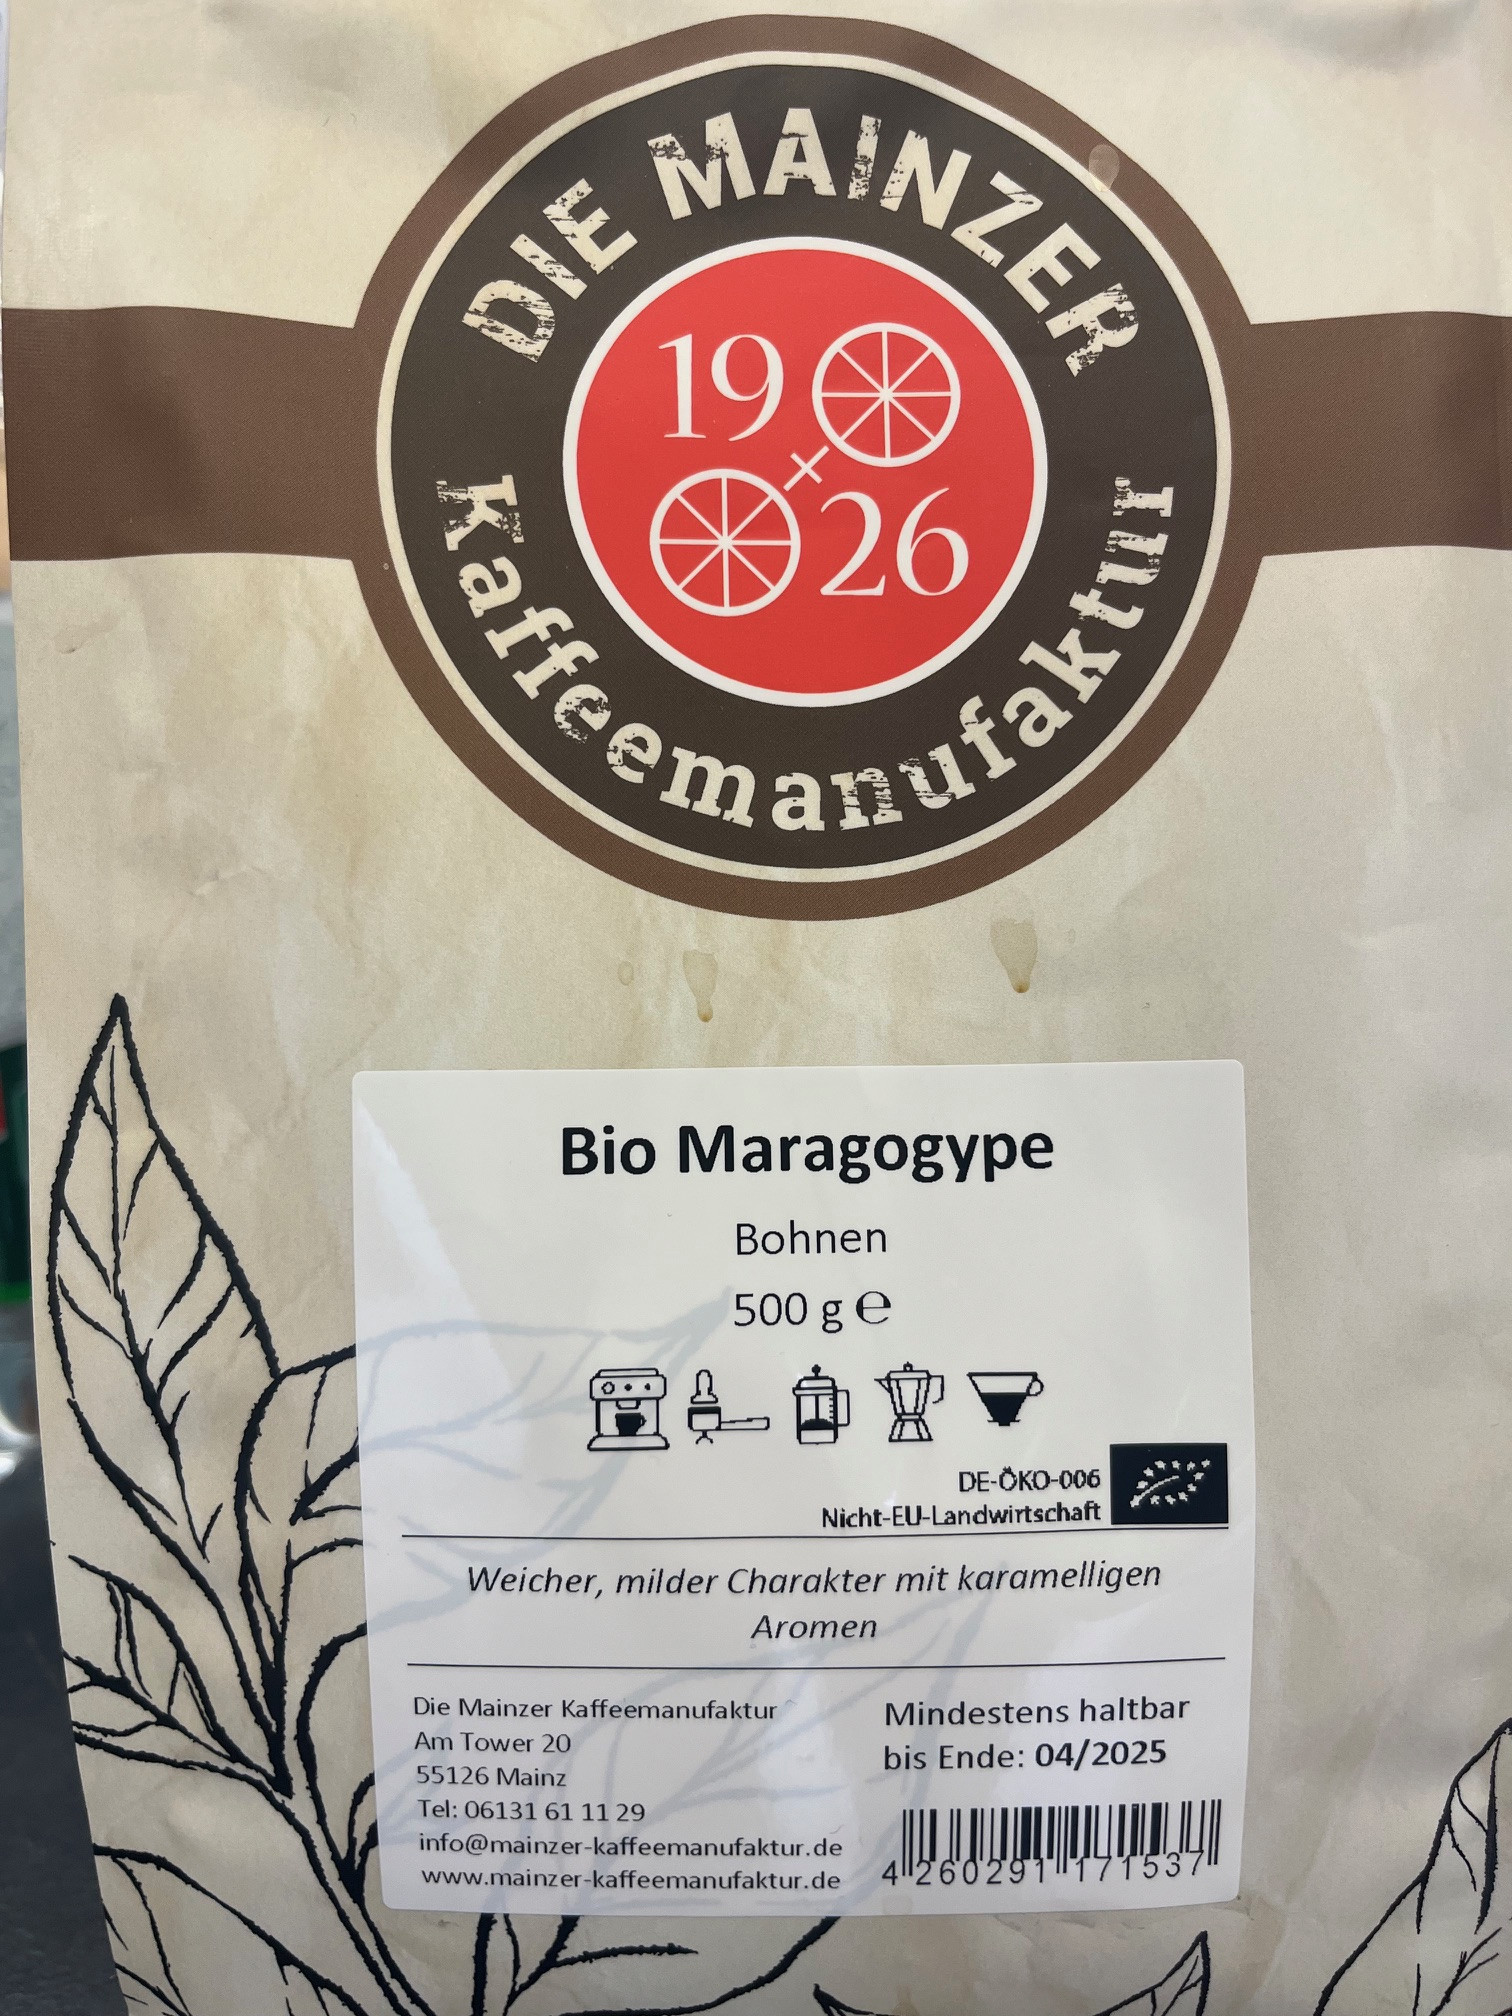 DIE MAINZER
19
26
Kaffeemanufaktur
Bio Maragogype
Bohnen
500 g ℮
DE-ÖKO-006
Nicht-EU-Landwirtschaft
Weicher, milder Charakter mit karamelligen
Aromen
Die Mainzer Kaffeemanufaktur
Am Tower 20
55126 Mainz
Tel: 06131 61 11 29
info@mainzer-kaffeemanufaktur.de
www.mainzer-kaffeemanufaktur.de
Mindestens haltbar
bis Ende: 04/2025
4 260291 171537